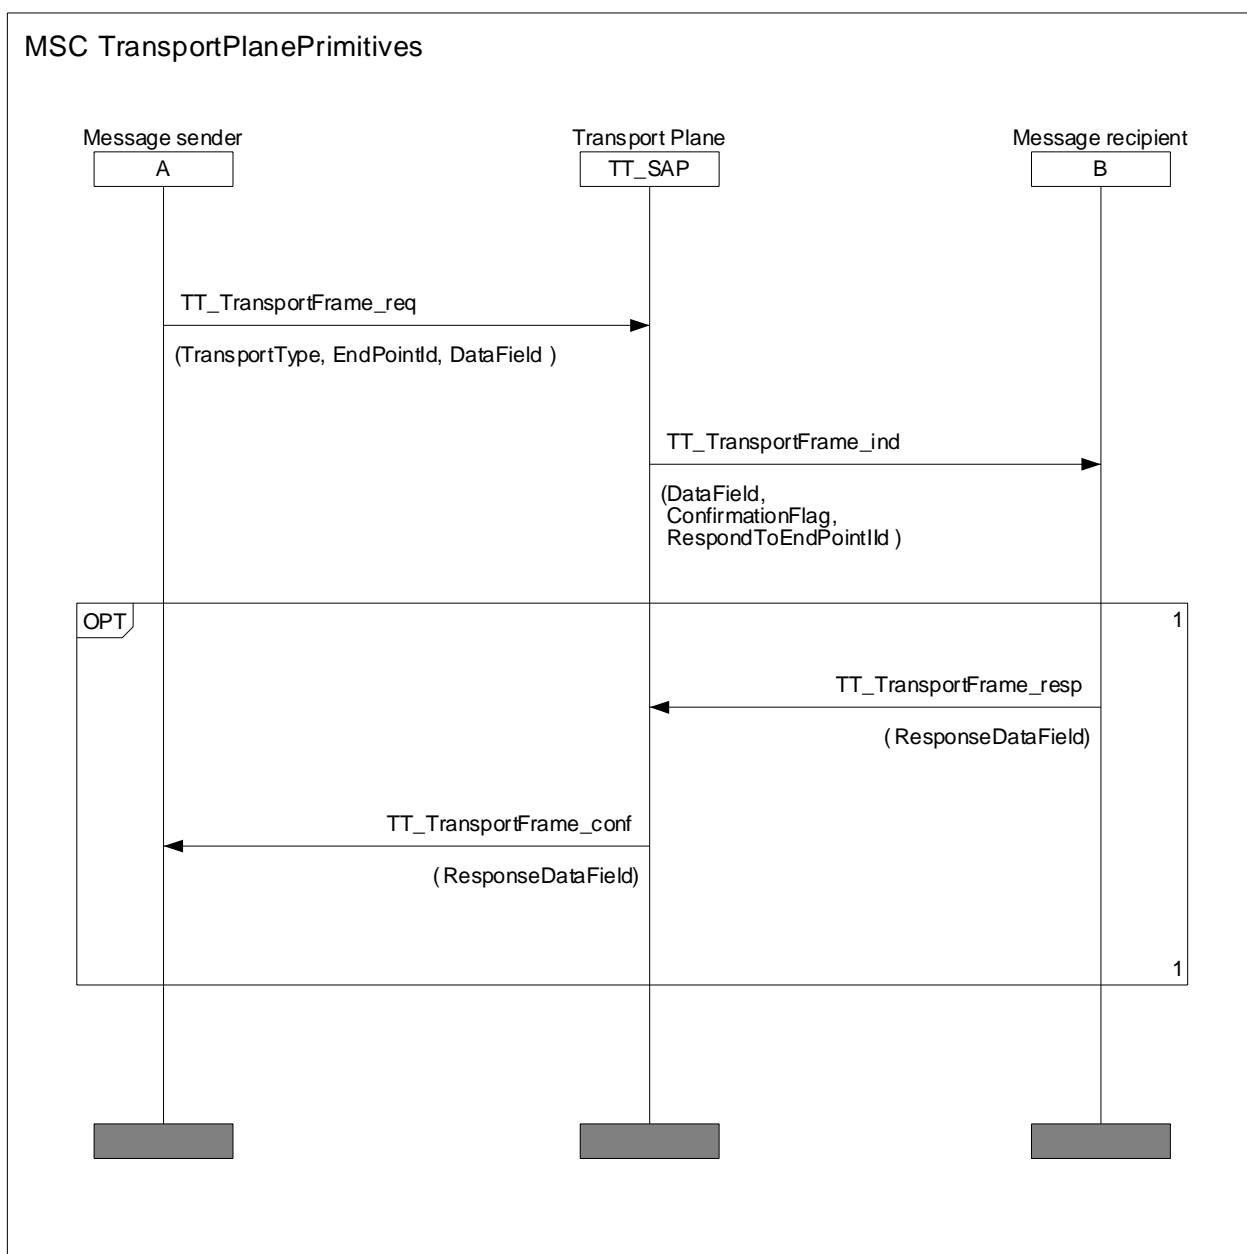 MSC TransportPlanePrimitives
Message sender
Transport Plane
Message recipient
A
TT_SAP
B
TT_TransportFrame_req
(TransportType, EndPointId, DataField )
TT_TransportFrame_ind
(DataField,
ConfirmationFlag,
RespondToEndPointIId )
OPT
1
TT_TransportFrame_resp
( ResponseDataField)
TT_TransportFrame_conf
( ResponseDataField)
1